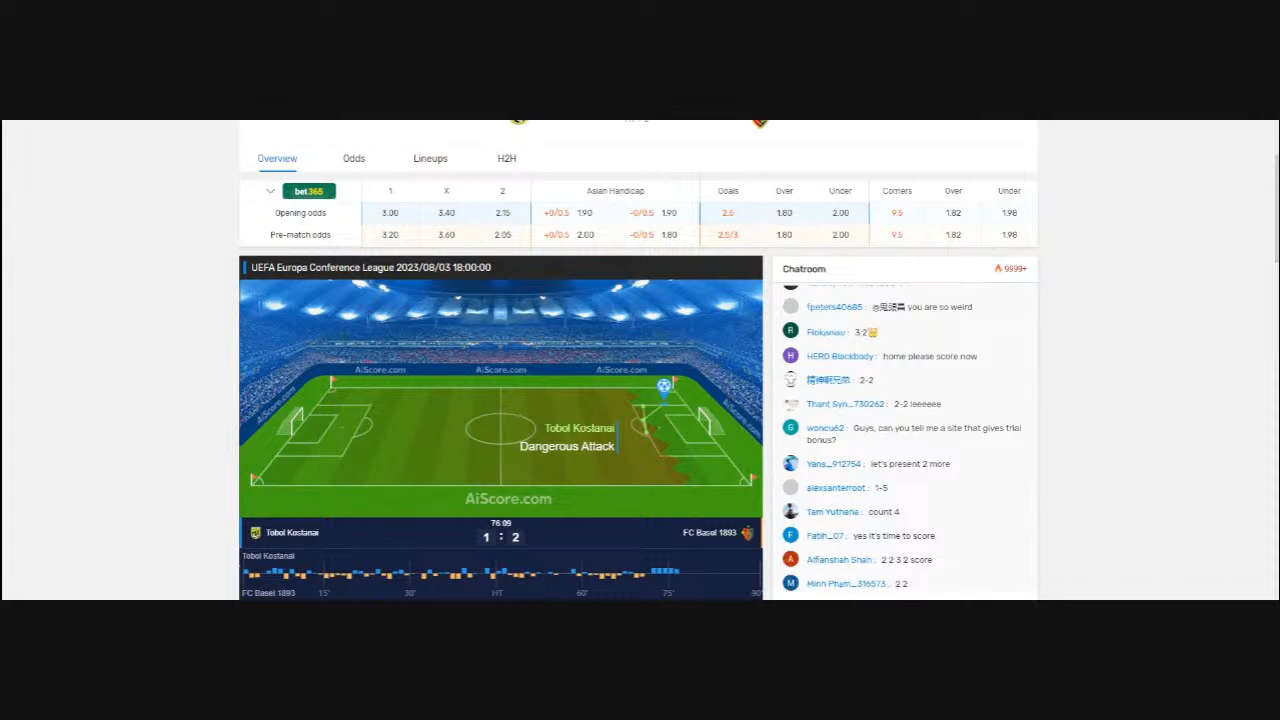 Overview Odds Lineups H2H
bet365 1 X 2 Asian Handicap Goals Over Under Corners Over Under
Opening odds 3.00 3.40 2.15 +0/0.5 1.90 -0/0.5 1.90 2.5 1.80 2.00 9.5 1.82 1.98
Pre-match odds 3.20 3.60 2.05 +0/0.5 2.00 -0/0.5 1.80 2.5/3 1.80 2.00 9.5 1.82 1.98
UEFA Europa Conference League 2023/08/03 18:00:00
AiScore.com AiScore.com AiScore.com
AiScore.com
AiScore.com
Tobol Kostanai
Dangerous Attack
AiScore.com
76:09
Tobol Kostanai 1 : 2 FC Basel 1893
Tobol Kostanai
FC Basel 1893 15' 30' HT 60' 75' 90'
Chatroom 9999+
fpeters40685 : you are so weird
3:2
H HERO Blackbody : home please score now
2-2
Thant Syn_730262 : 2-2 leeeeee
G woncu62 : Guys, can you tell me a site that gives trial
bonus?
Yans_912754 : let's present 2 more
alexsanterroot : 1-5
Tam Yuthana : count 4
F Fatih_07 : yes it's time to score
A Alfianshah Shah : 2 2 3 2 score
M Minh Phạm_316573 : 2 2